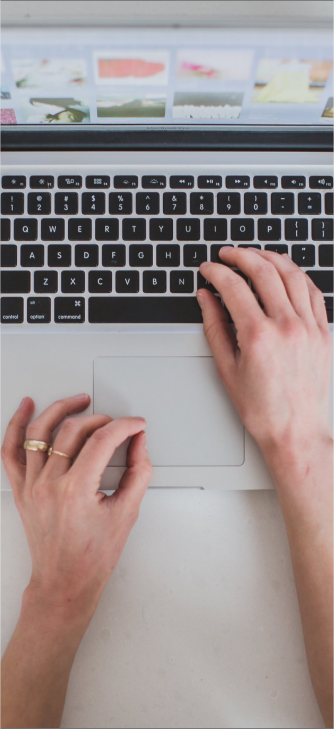 ! 1 @ 2 # 3 $ 4 % 5 ^ 6 & 7 * 8 ( 9 ) 0 - + =
Q W E R T Y U I O P { [ } ]
A S D F G H J " '
Z X C V B N
control option command ⌘